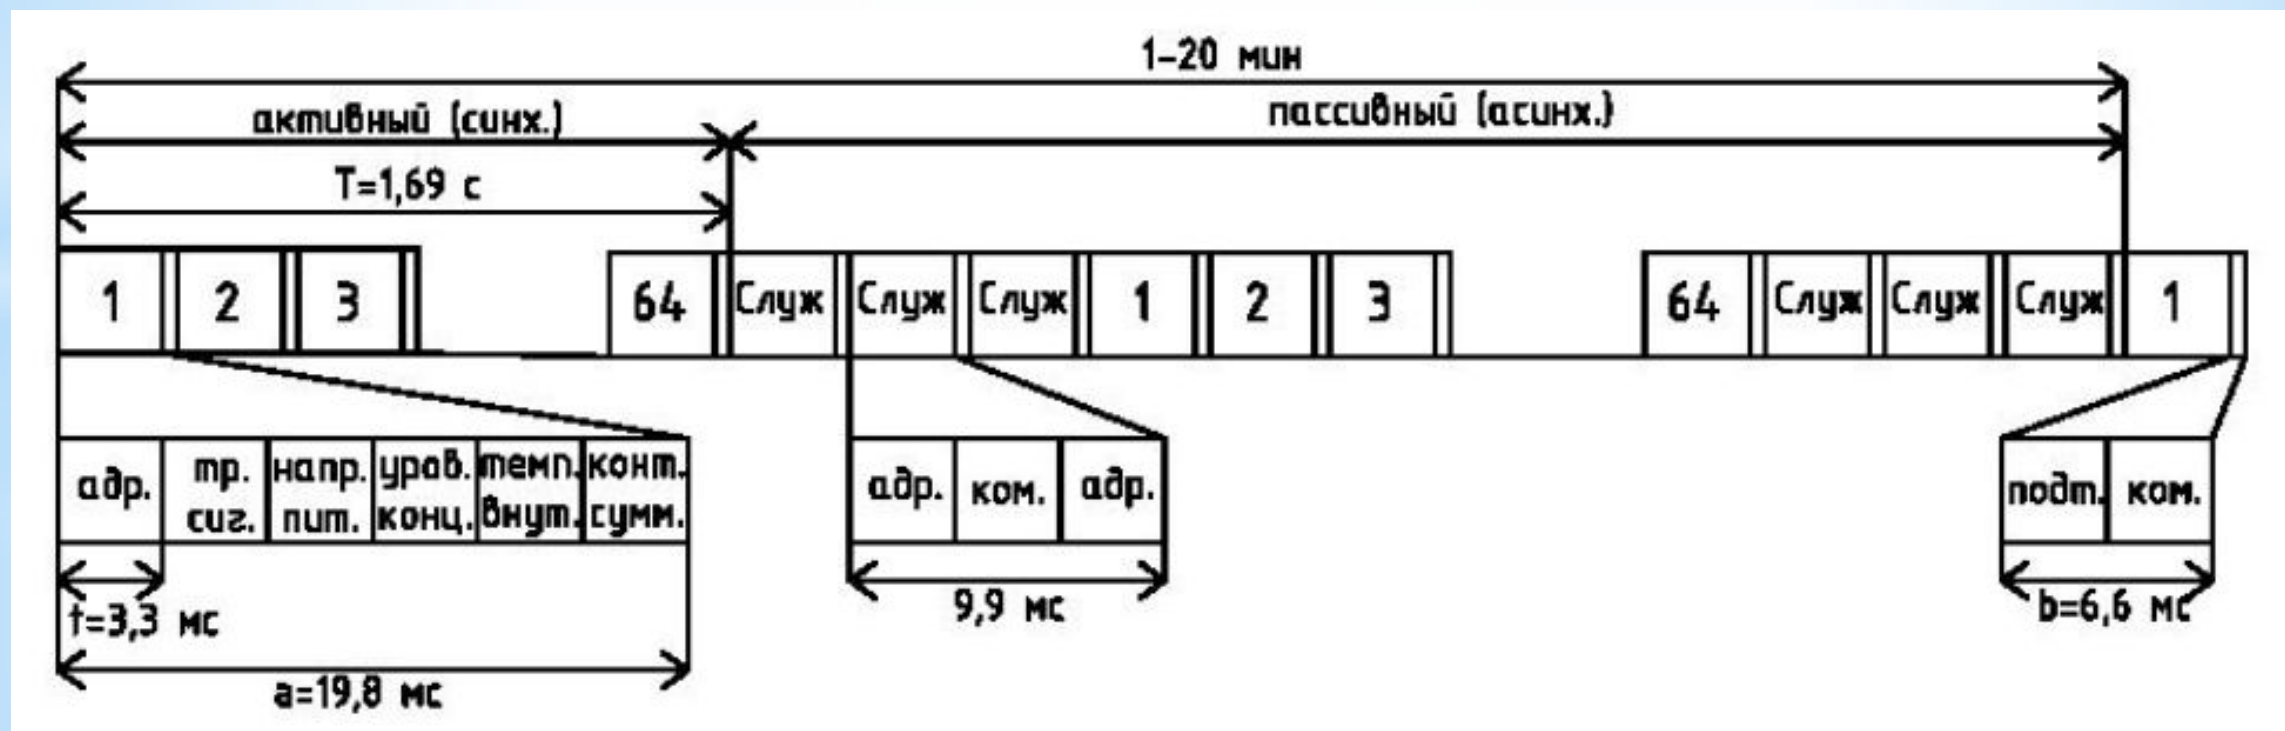 1-20 мин
активный (синх.)
пассивный (асинх.)
T=1,69 с
1 2 3 64 Служ Служ Служ 1 2 3 64 Служ Служ Служ 1
адр.
тр.
сиг.
напр.
пит.
уров.
конц.
темп.
внут.
конт.
сумм.
адр. ком. адр.
подт. ком.
t=3,3 мс
9,9 мс
b=6,6 мс
a=19,8 мс